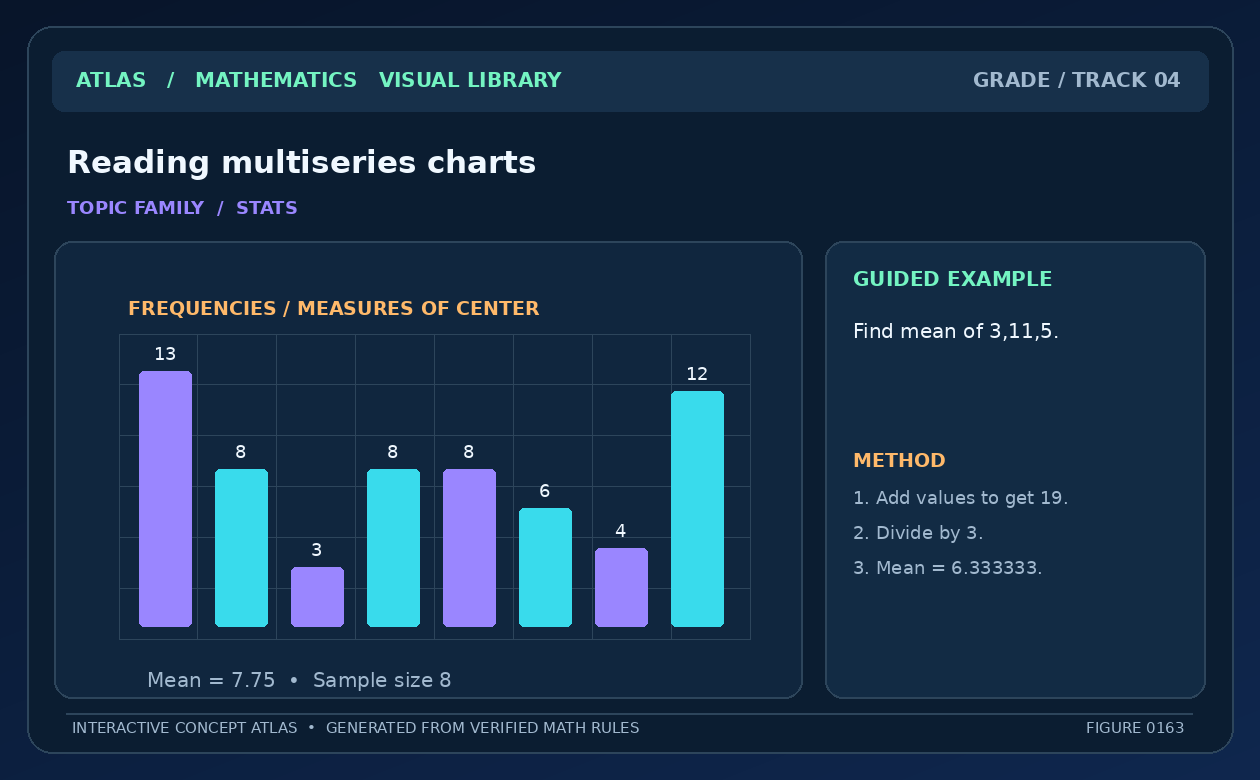 ATLAS / MATHEMATICS VISUAL LIBRARY
GRADE / TRACK 04
Reading multiseries charts
TOPIC FAMILY / STATS
FREQUENCIES / MEASURES OF CENTER
13
8
3
8
8
6
4
12
Mean = 7.75 • Sample size 8
GUIDED EXAMPLE
Find mean of 3,11,5.
METHOD
1. Add values to get 19.
2. Divide by 3.
3. Mean = 6.333333.
INTERACTIVE CONCEPT ATLAS • GENERATED FROM VERIFIED MATH RULES
FIGURE 0163